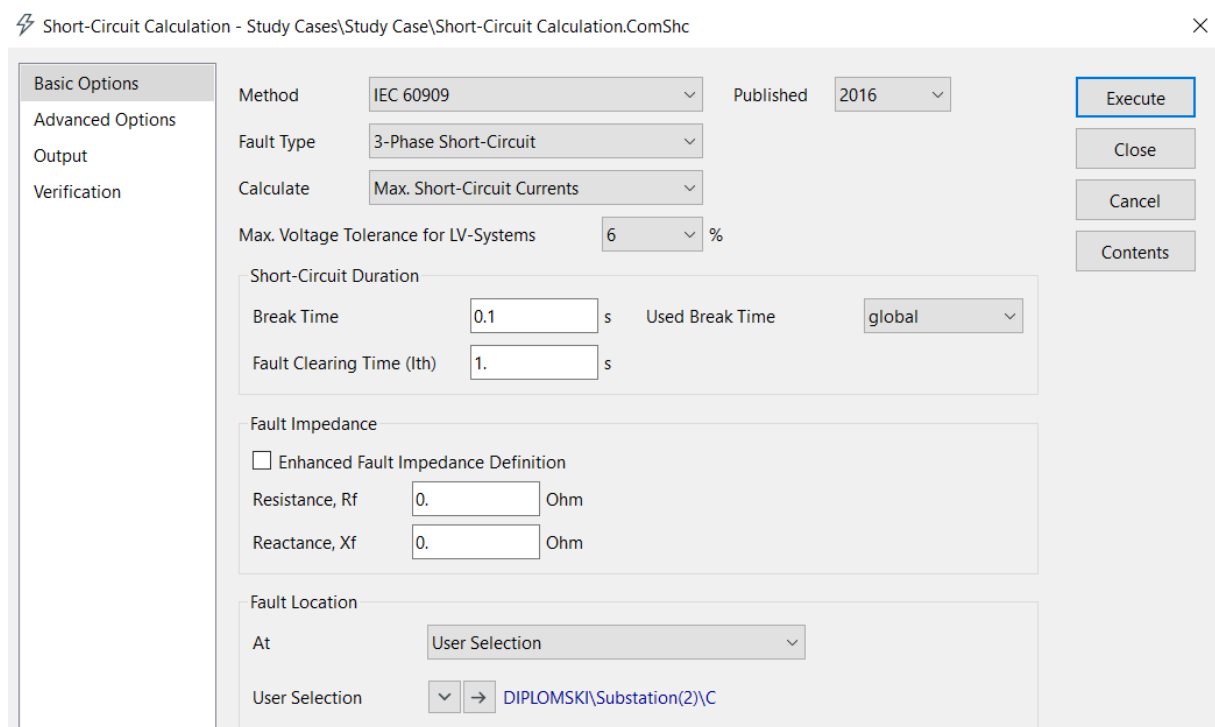 Short-Circuit Calculation - Study Cases\Study Case\Short-Circuit Calculation.ComShc
Basic Options
Advanced Options
Output
Verification
Method IEC 60909 Published 2016
Fault Type 3-Phase Short-Circuit
Calculate Max. Short-Circuit Currents
Max. Voltage Tolerance for LV-Systems 6 %
Short-Circuit Duration
Break Time 0.1 s Used Break Time global
Fault Clearing Time (Ith) 1. s
Fault Impedance
Enhanced Fault Impedance Definition
Resistance, Rf 0. Ohm
Reactance, Xf 0. Ohm
Fault Location
At User Selection
User Selection DIPLOMSKI\Substation(2)\C
Execute
Close
Cancel
Contents